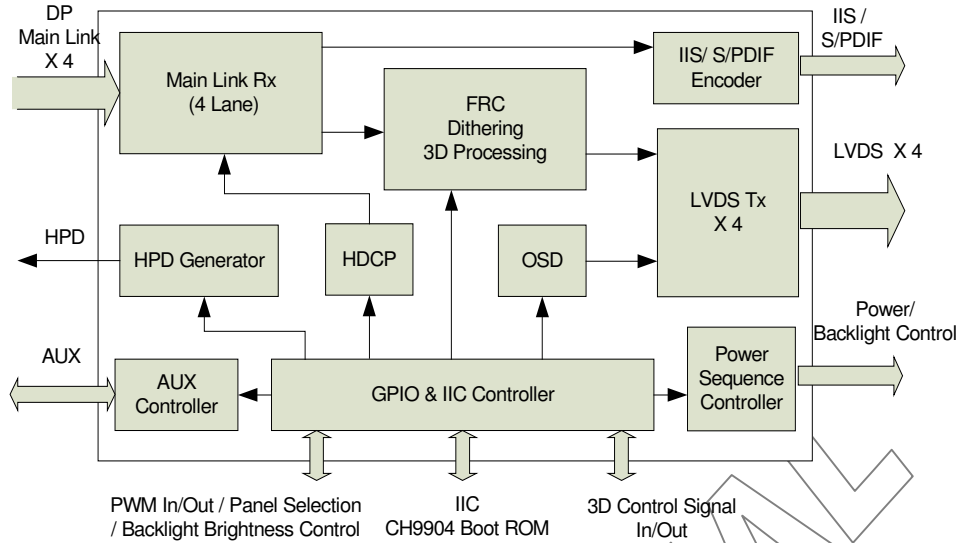 DP
Main Link
X 4
IIS /
S/PDIF
Main Link Rx
(4 Lane)
IIS/ S/PDIF
Encoder
FRC
Dithering
3D Processing
LVDS X 4
LVDS Tx
X 4
HPD
HPD Generator
HDCP
OSD
Power/
Backlight Control
AUX
AUX
Controller
GPIO & IIC Controller
Power
Sequence
Controller
PWM In/Out / Panel Selection
/ Backlight Brightness Control
IIC
CH9904 Boot ROM
3D Control Signal
In/Out